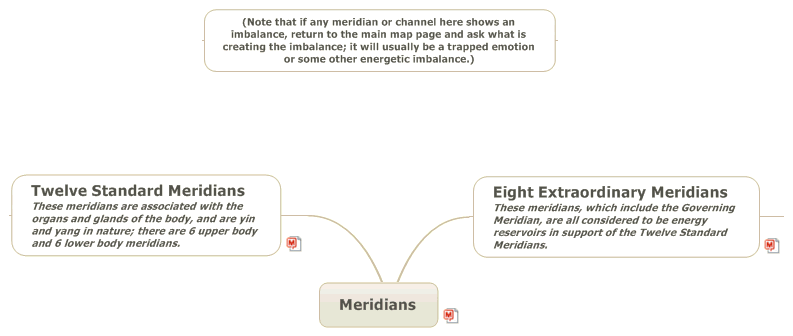 (Note that if any meridian or channel here shows an
imbalance, return to the main map page and ask what is
creating the imbalance; it will usually be a trapped emotion
or some other energetic imbalance.)
Twelve Standard Meridians
These meridians are associated with the
organs and glands of the body, and are yin
and yang in nature; there are 6 upper body
and 6 lower body meridians.
Eight Extraordinary Meridians
These meridians, which include the Governing
Meridian, are all considered to be energy
reservoirs in support of the Twelve Standard
Meridians.
Meridians